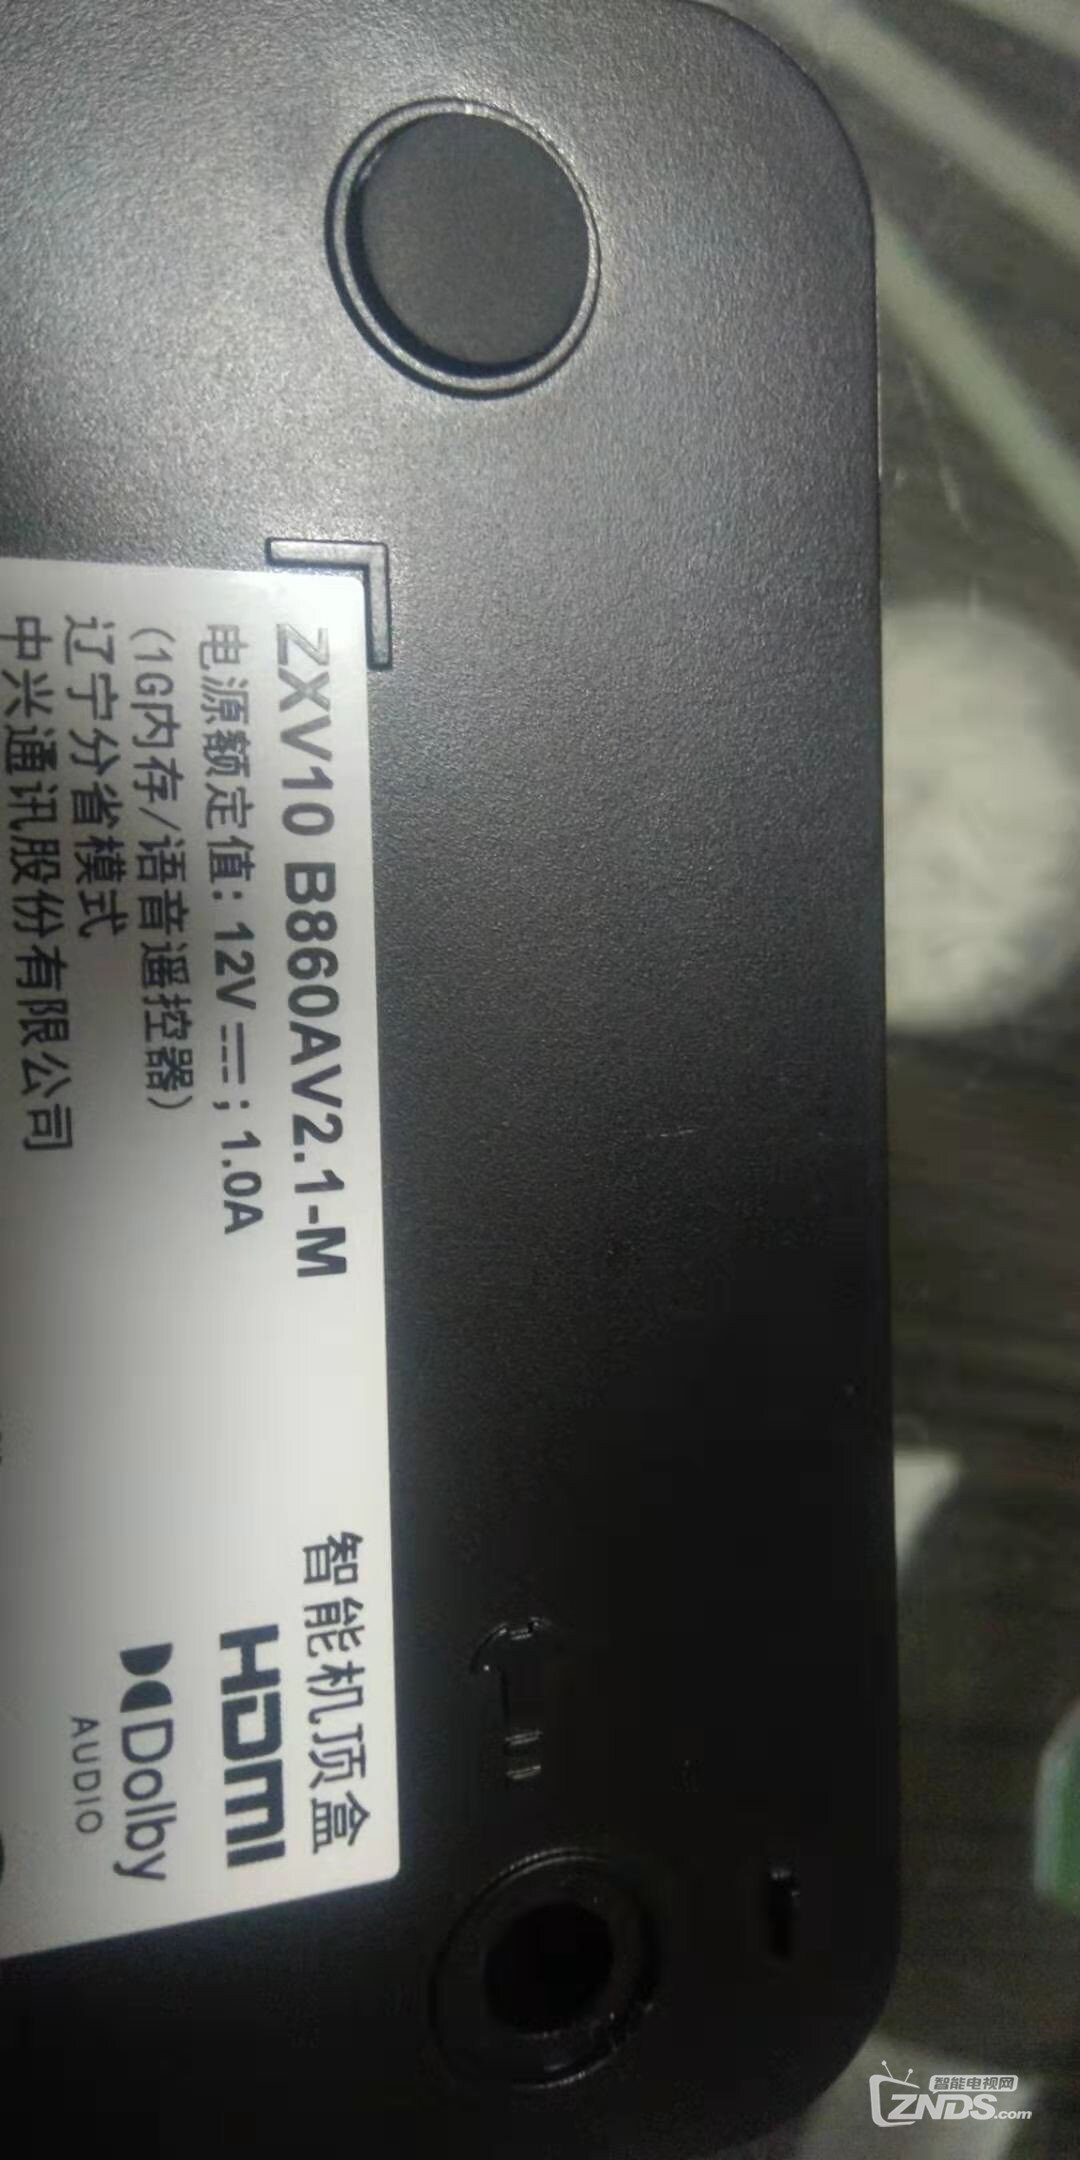 ZXV10 B860AV2.1-M
智能机顶盒
电源额定值: 12V⎓; 1.0A
HDMI
(1G内存/语音遥控器)
Dolby
AUDIO
辽宁分省模式
中兴通讯股份有限公司
智能电视网
ZNDS.com